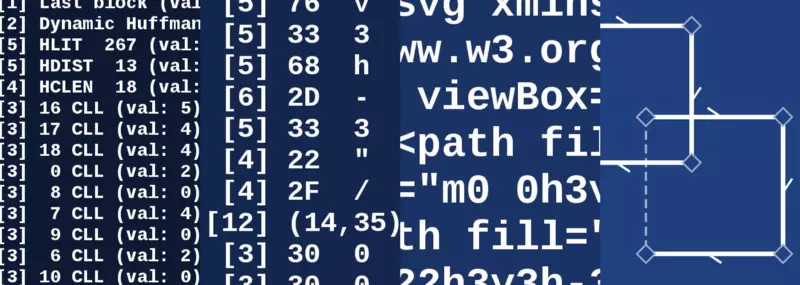 [1] Last block (val
[2] Dynamic Huffman
[5] HLIT 267 (val:
[5] HDIST 13 (val:
[4] HCLEN 18 (val:
[3] 16 CLL (val: 5)
[3] 17 CLL (val: 4)
[3] 18 CLL (val: 4)
[3] 0 CLL (val: 2)
[3] 8 CLL (val: 0)
[3] 7 CLL (val: 4)
[3] 9 CLL (val: 0)
[3] 6 CLL (val: 2)
[3] 10 CLL (val: 0)
[5] 76 v
[5] 33 3
[5] 68 h
[6] 2D -
[5] 33 3
[4] 22 "
[4] 2F /
[12] (14,35)
[3] 30 0
[3] 30 0
svg xmlns
ww.w3.org
viewBox=
<path fil
="m0 0h3v
th fill="
22h3v3h-3